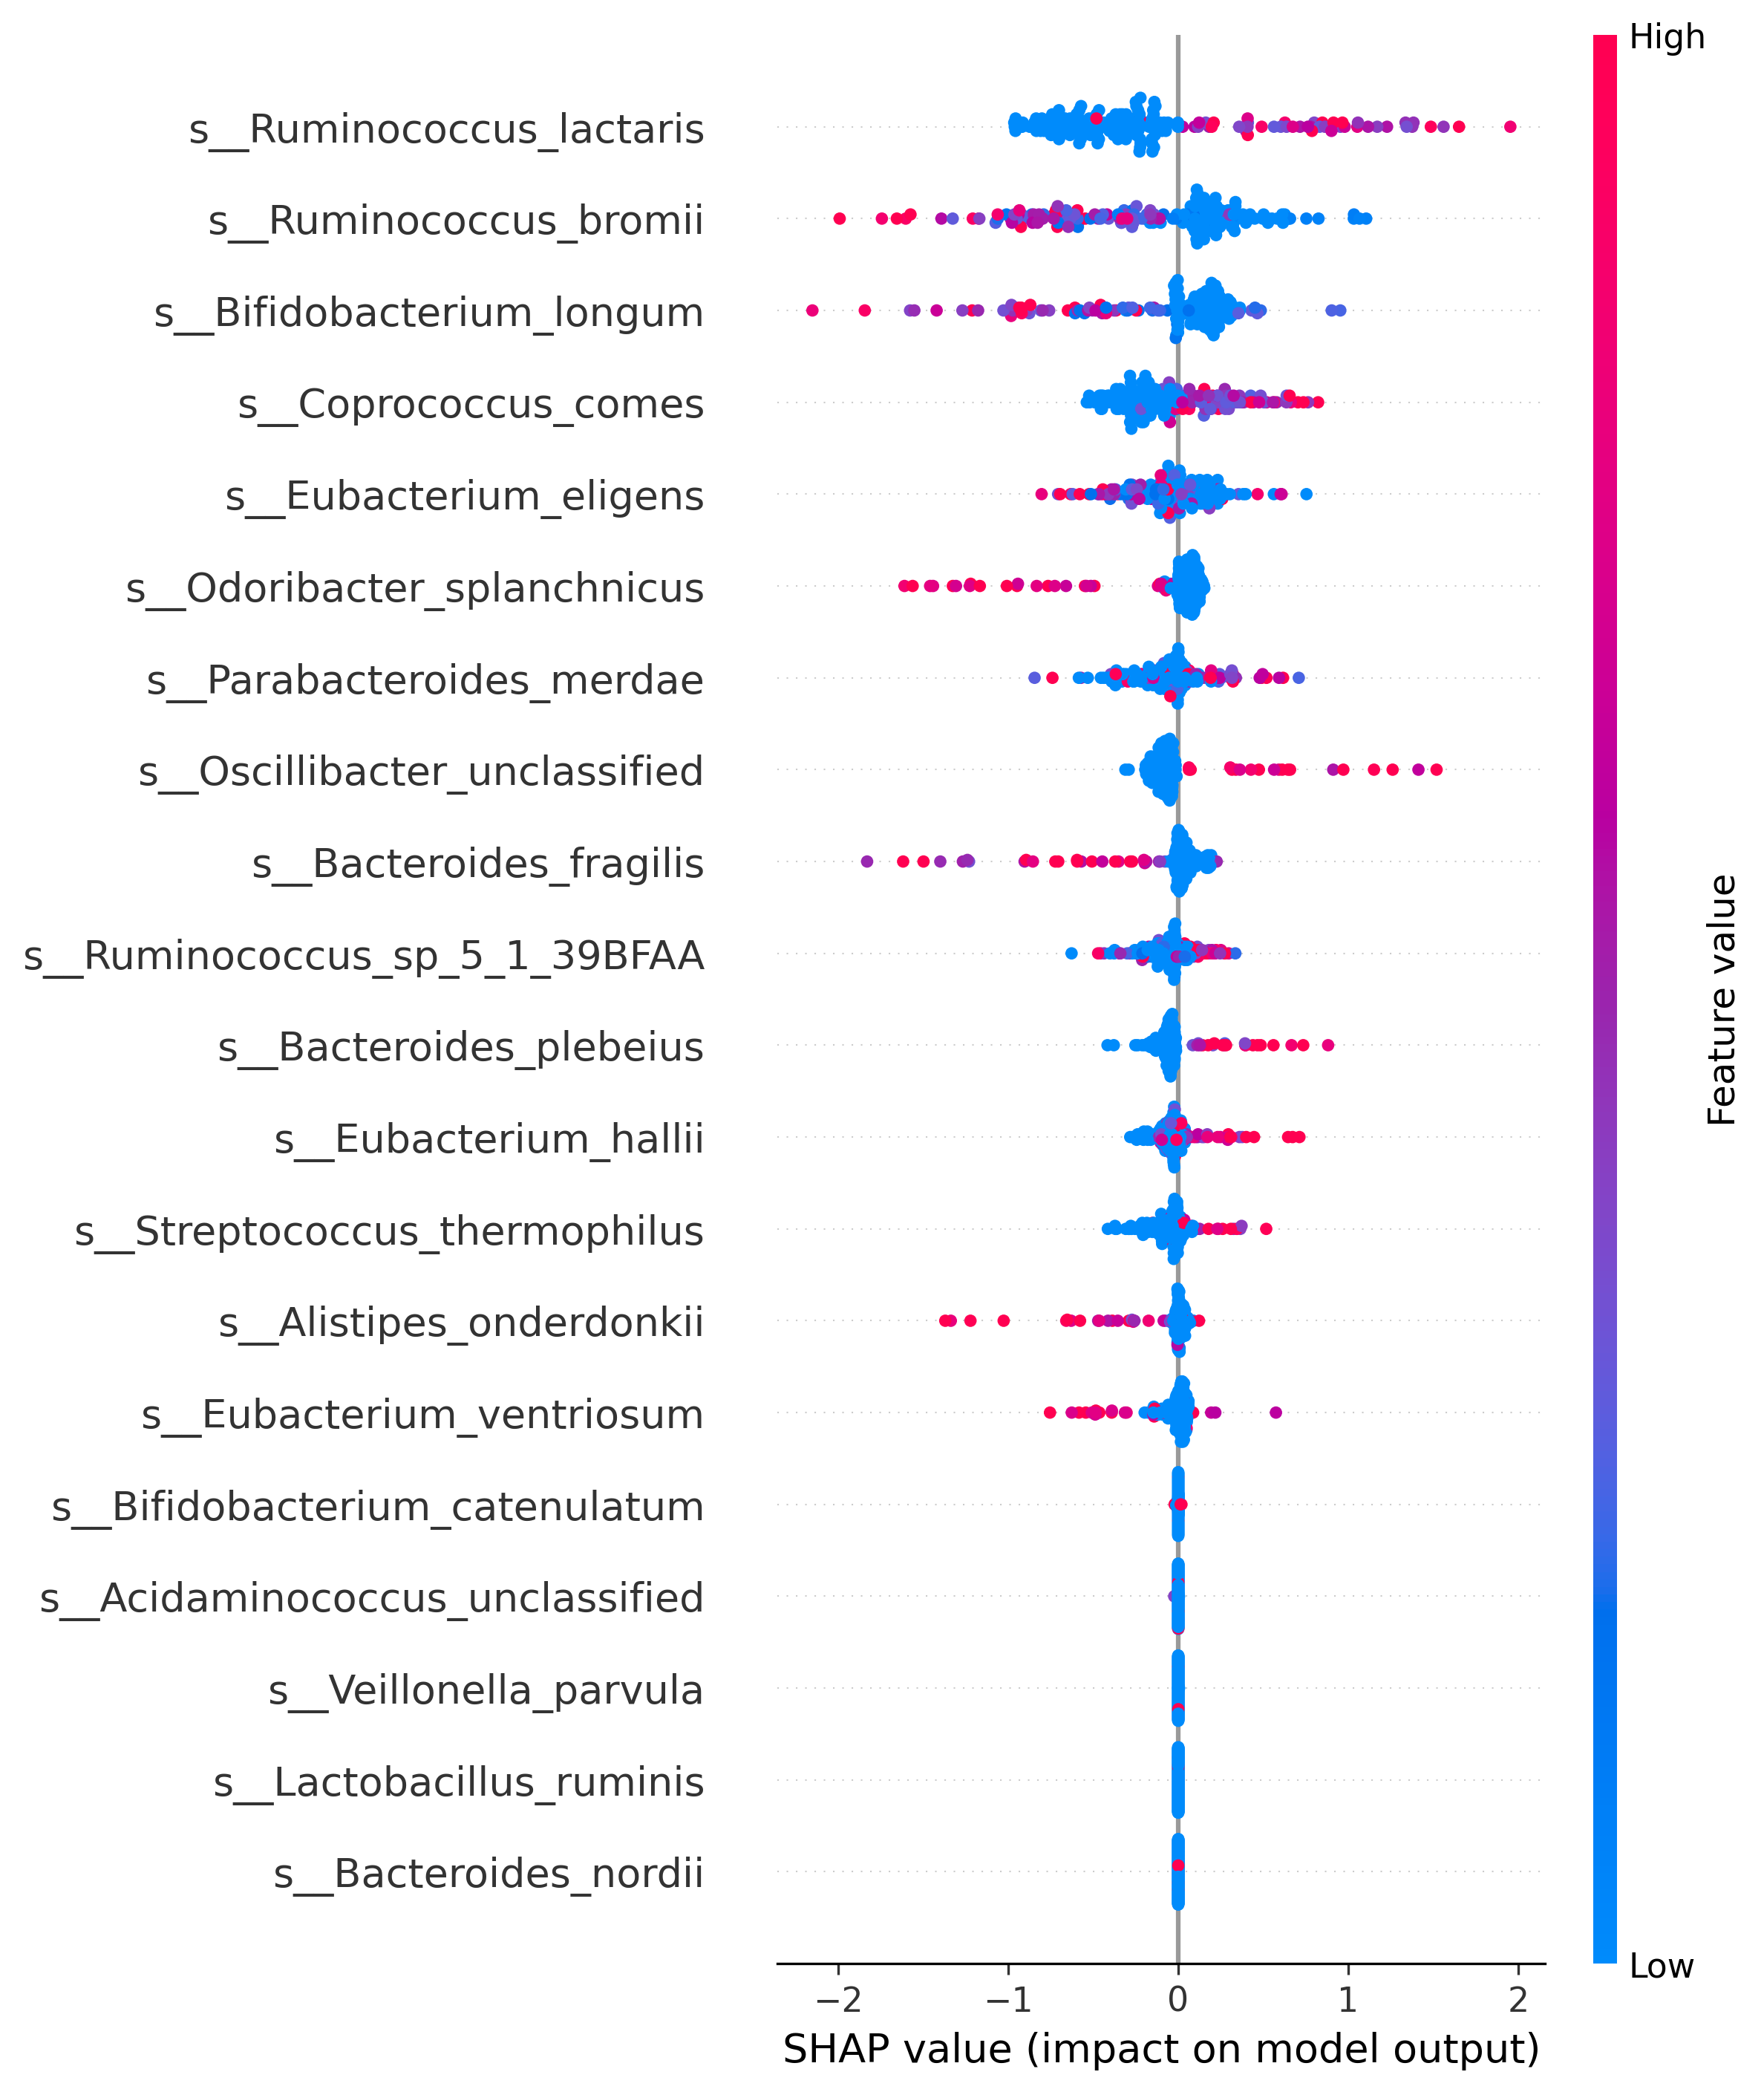 High
s__Ruminococcus_lactaris
s__Ruminococcus_bromii
s__Bifidobacterium_longum
s__Coprococcus_comes
s__Eubacterium_eligens
s__Odoribacter_splanchnicus
s__Parabacteroides_merdae
s__Oscillibacter_unclassified
s__Bacteroides_fragilis
s__Ruminococcus_sp_5_1_39BFAA
s__Bacteroides_plebeius
s__Eubacterium_hallii
s__Streptococcus_thermophilus
s__Alistipes_onderdonkii
s__Eubacterium_ventriosum
s__Bifidobacterium_catenulatum
s__Acidaminococcus_unclassified
s__Veillonella_parvula
s__Lactobacillus_ruminis
s__Bacteroides_nordii
Feature value
Low
−2 −1 0 1 2
SHAP value (impact on model output)